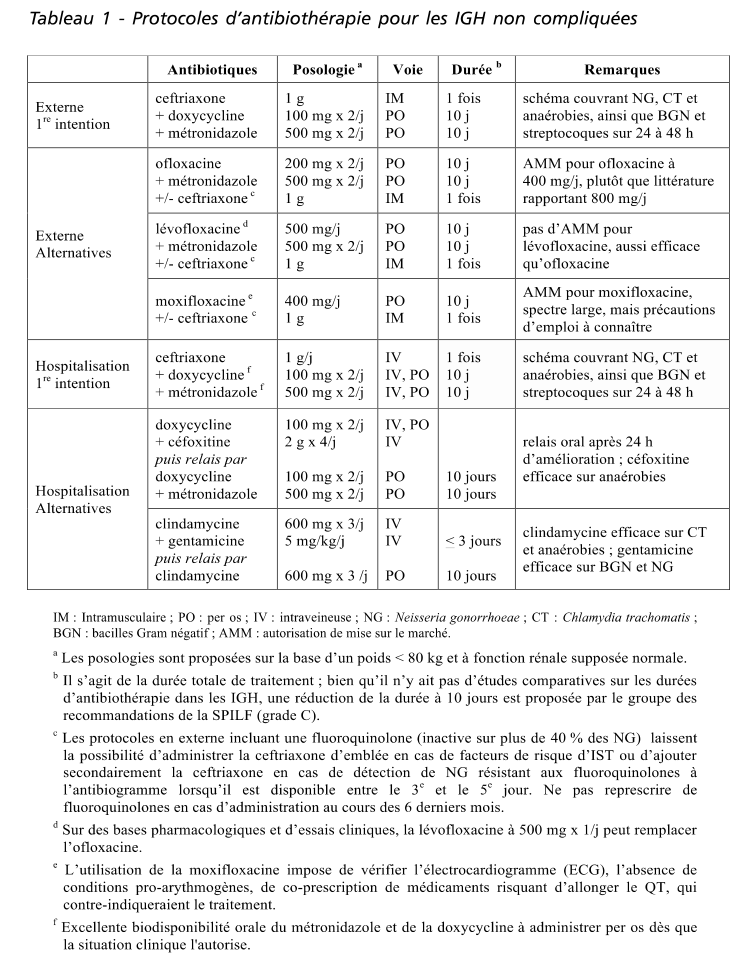 Tableau 1 - Protocoles d'antibiothérapie pour les IGH non compliquées
Antibiotiques Posologie a Voie Durée b Remarques
Externe
1re intention
ceftriaxone 1 g IM 1 fois schéma couvrant NG, CT et
+ doxycycline 100 mg x 2/j PO 10 j anaérobies, ainsi que BGN et
+ métronidazole 500 mg x 2/j PO 10 j streptocoques sur 24 à 48 h
Externe
Alternatives
ofloxacine 200 mg x 2/j PO 10 j AMM pour ofloxacine à
+ métronidazole 500 mg x 2/j PO 10 j 400 mg/j, plutôt que littérature
+/- ceftriaxone c 1 g IM 1 fois rapportant 800 mg/j
lévofloxacine d 500 mg/j PO 10 j pas d'AMM pour
+ métronidazole 500 mg x 2/j PO 10 j lévofloxacine, aussi efficace
+/- ceftriaxone c 1 g IM 1 fois qu'ofloxacine
moxifloxacine e 400 mg/j PO 10 j AMM pour moxifloxacine,
+/- ceftriaxone c 1 g IM 1 fois spectre large, mais précautions
d'emploi à connaître
Hospitalisation
1re intention
ceftriaxone 1 g/j IV 1 fois schéma couvrant NG, CT et
+ doxycycline f 100 mg x 2/j IV, PO 10 j anaérobies, ainsi que BGN et
+ métronidazole f 500 mg x 2/j IV, PO 10 j streptocoques sur 24 à 48 h
Hospitalisation
Alternatives
doxycycline 100 mg x 2/j IV, PO
+ céfoxitine 2 g x 4/j IV relais oral après 24 h
puis relais par d'amélioration ; céfoxitine
doxycycline 100 mg x 2/j PO 10 jours efficace sur anaérobies
+ métronidazole 500 mg x 2/j PO 10 jours
clindamycine 600 mg x 3/j IV clindamycine efficace sur CT
+ gentamicine 5 mg/kg/j IV < 3 jours et anaérobies ; gentamicine
puis relais par efficace sur BGN et NG
clindamycine 600 mg x 3 /j PO 10 jours
IM : Intramusculaire ; PO : per os ; IV : intraveineuse ; NG : Neisseria gonorrhoeae ; CT : Chlamydia trachomatis ;
BGN : bacilles Gram négatif ; AMM : autorisation de mise sur le marché.
a Les posologies sont proposées sur la base d'un poids < 80 kg et à fonction rénale supposée normale.
b Il s'agit de la durée totale de traitement ; bien qu'il n'y ait pas d'études comparatives sur les durées
d'antibiothérapie dans les IGH, une réduction de la durée à 10 jours est proposée par le groupe des
recommandations de la SPILF (grade C).
c Les protocoles en externe incluant une fluoroquinolone (inactive sur plus de 40 % des NG) laissent
la possibilité d'administrer la ceftriaxone d'emblée en cas de facteurs de risque d'IST ou d'ajouter
secondairement la ceftriaxone en cas de détection de NG résistant aux fluoroquinolones à
l'antibiogramme lorsqu'il est disponible entre le 3e et le 5e jour. Ne pas represcrire de
fluoroquinolones en cas d'administration au cours des 6 derniers mois.
d Sur des bases pharmacologiques et d'essais cliniques, la lévofloxacine à 500 mg x 1/j peut remplacer
l'ofloxacine.
e L'utilisation de la moxifloxacine impose de vérifier l'électrocardiogramme (ECG), l'absence de
conditions pro-arythmogènes, de co-prescription de médicaments risquant d'allonger le QT, qui
contre-indiqueraient le traitement.
f Excellente biodisponibilité orale du métronidazole et de la doxycycline à administrer per os dès que
la situation clinique l'autorise.